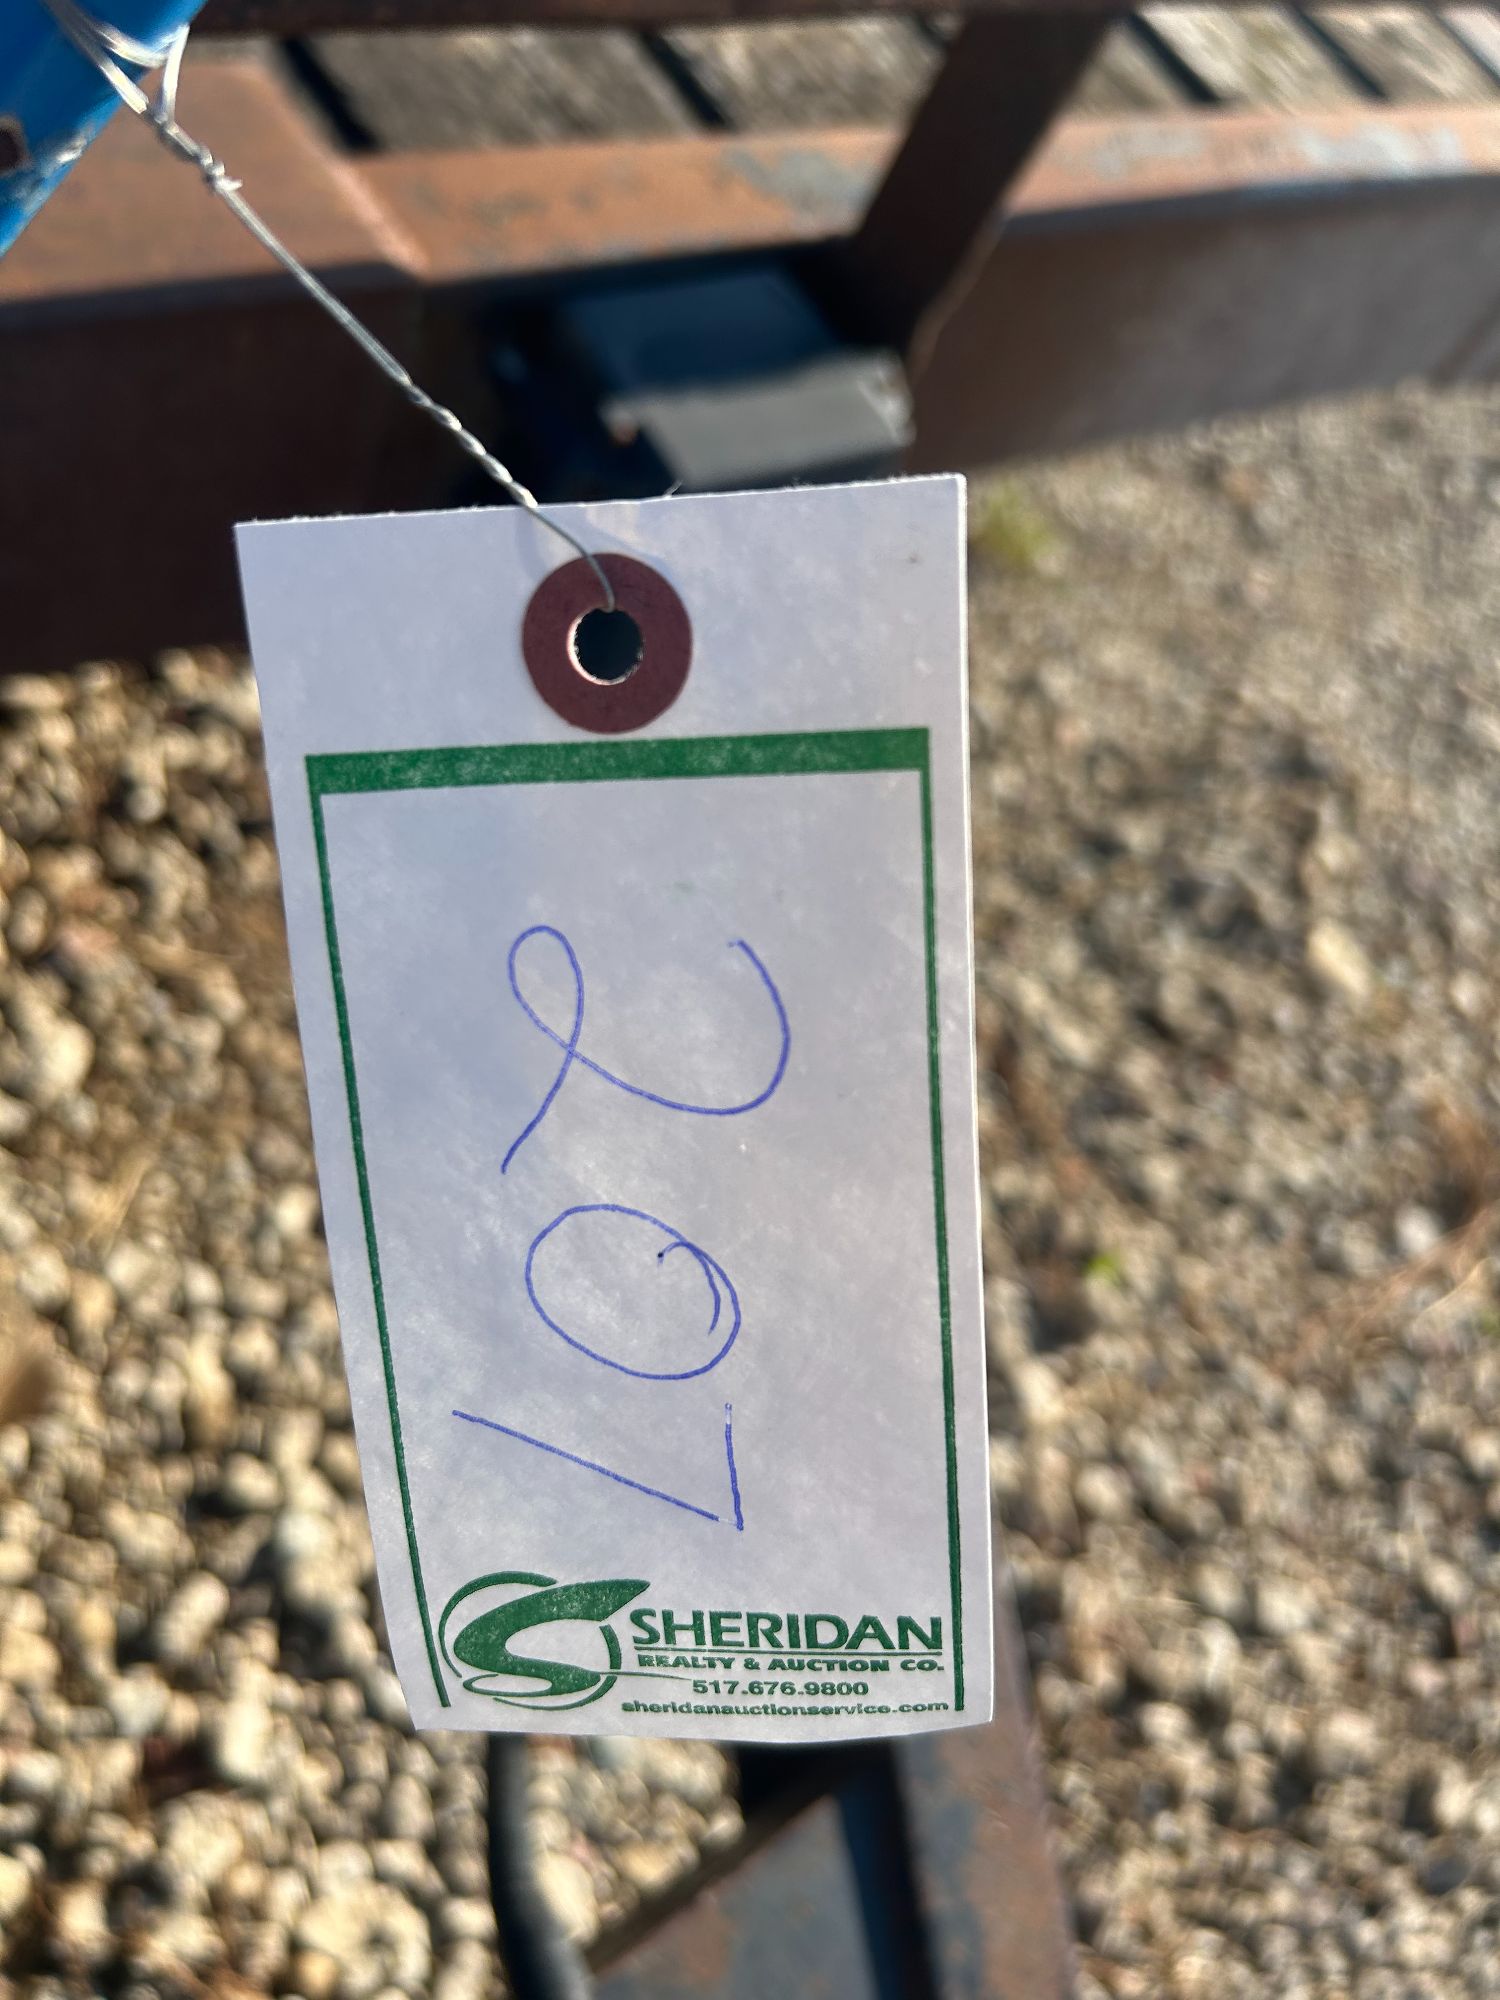 207
SHERIDAN
REALTY & AUCTION CO.
517.676.9800
sheridanauctionservice.com